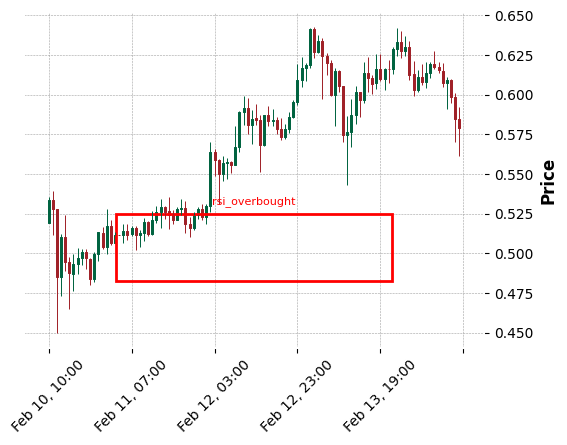 0.650
0.625
0.600
0.575
0.550
0.525
0.500
0.475
0.450
Price
rsi_overbought
Feb 10, 10:00
Feb 11, 07:00
Feb 12, 03:00
Feb 12, 23:00
Feb 13, 19:00